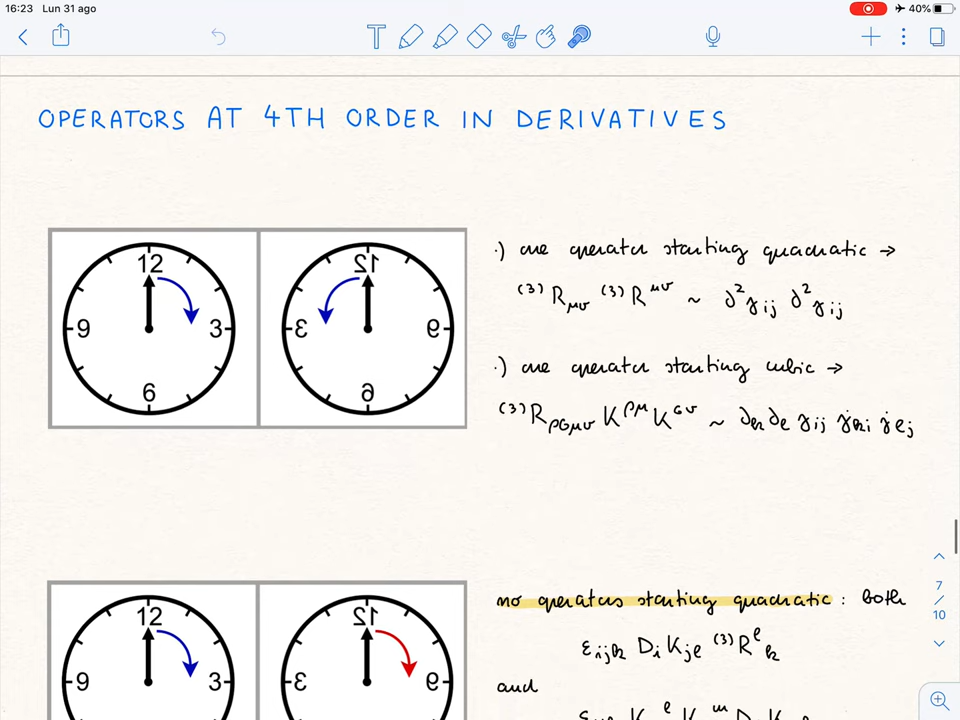 16:23 Lun 31 ago
40%
OPERATORS AT 4TH ORDER IN DERIVATIVES
12 3 6 9
12 3 6 9
·) one operator starting quadratic →
⁽³⁾R_μν ⁽³⁾R^μν ~ ∂²γ_ij ∂²γ_ij
·) one operator starting cubic →
⁽³⁾R_ρσμν K^ρμ K^σν ~ ∂_k ∂_l γ_ij γ̇_ki γ̇_lj
12 3 9
12 3 9
no operators starting quadratic : both
ε_ijk D_i K_jl ⁽³⁾R^l_k
and
7
/
10